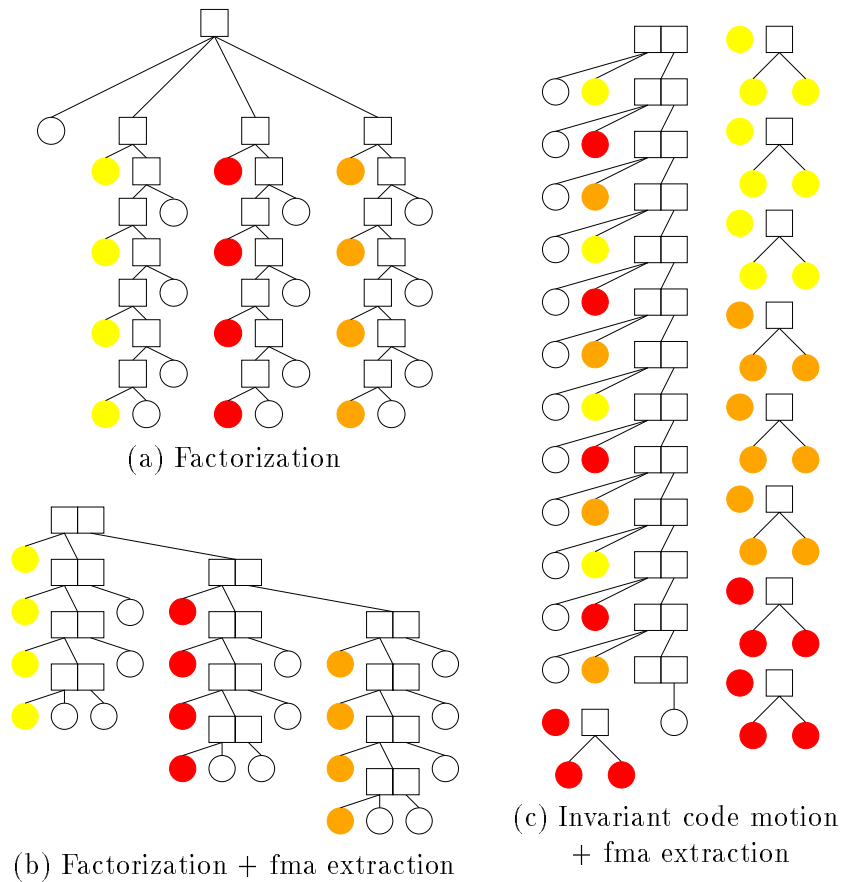 (a) Factorization
(b) Factorization + fma extraction
(c) Invariant code motion
+ fma extraction